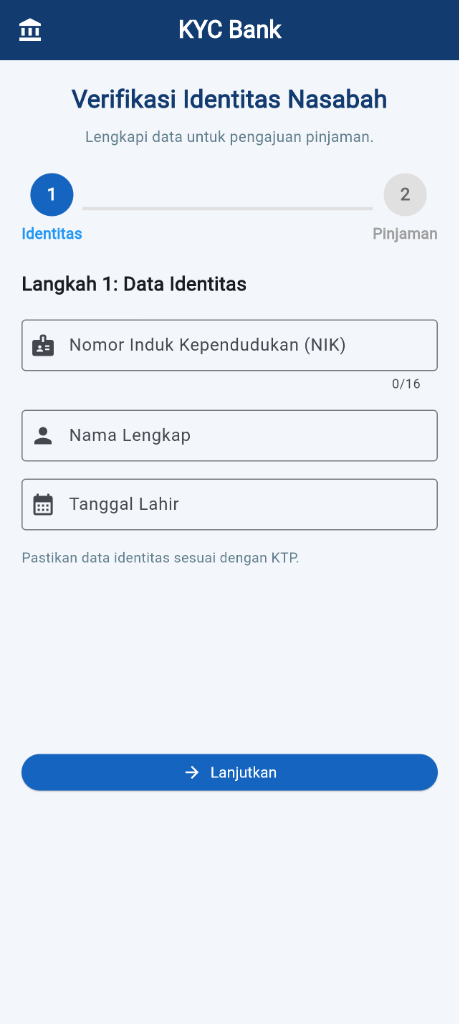 KYC Bank
Verifikasi Identitas Nasabah
Lengkapi data untuk pengajuan pinjaman.
1
2
Identitas
Pinjaman
Langkah 1: Data Identitas
Nomor Induk Kependudukan (NIK)
0/16
Nama Lengkap
Tanggal Lahir
Pastikan data identitas sesuai dengan KTP.
Lanjutkan